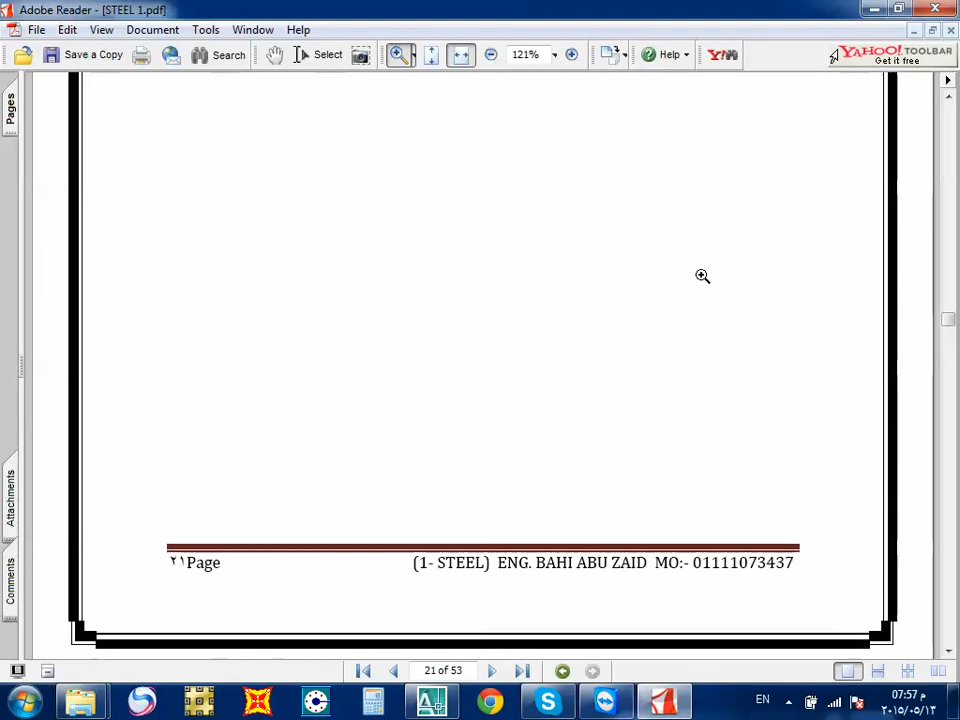 Adobe Reader - [STEEL 1.pdf]
File Edit View Document Tools Window Help
Save a Copy Search Select 121% Help Y! YAHOO! TOOLBAR
Get it free
Pages
Attachments
Comments
٢١Page (1- STEEL) ENG. BAHI ABU ZAID MO:- 01111073437
21 of 53
EN 07:57 م
٢٠١٥/٠٥/١٣